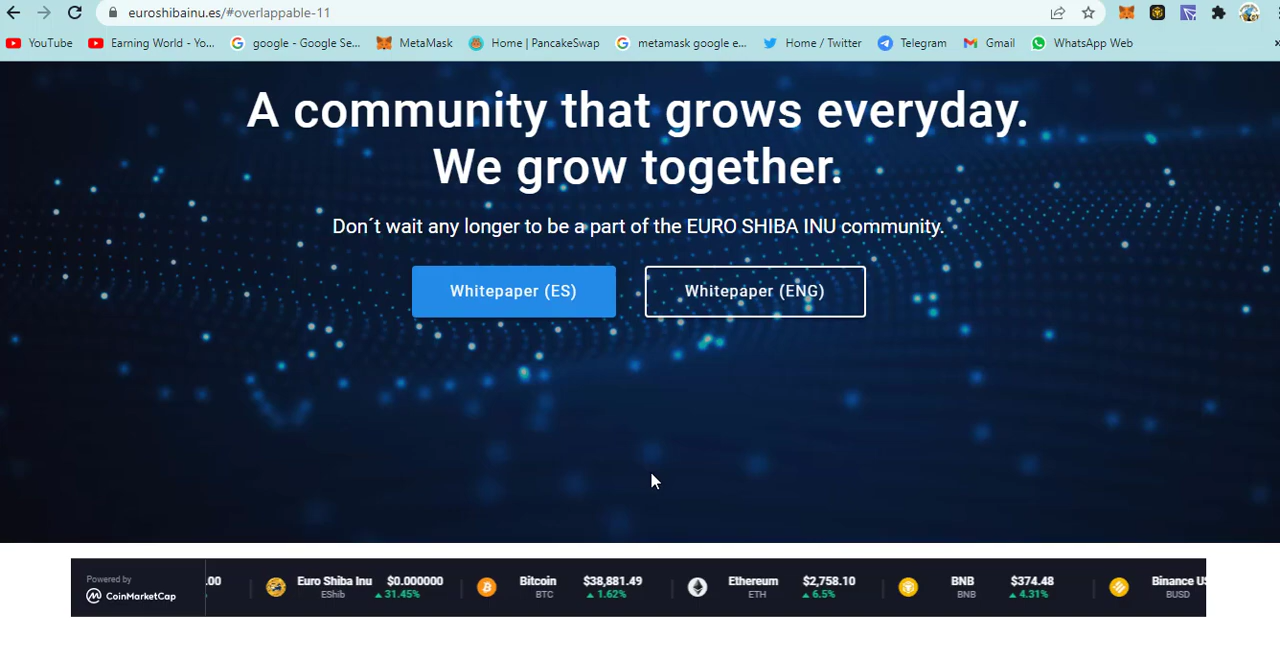 euroshibainu.es/#overlappable-11
YouTube Earning World - Yo... google - Google Se... MetaMask Home | PancakeSwap metamask google e... Home / Twitter Telegram Gmail WhatsApp Web »
A community that grows everyday.
We grow together.
Don´t wait any longer to be a part of the EURO SHIBA INU community.
Whitepaper (ES) Whitepaper (ENG)
Powered by
CoinMarketCap
.00 Euro Shiba Inu $0.000000 Bitcoin $38,881.49 Ethereum $2,758.10 BNB $374.48 Binance U
EShib ▲ 31.45% BTC ▲ 1.62% ETH ▲ 6.5% BNB ▲ 4.31% BUSD